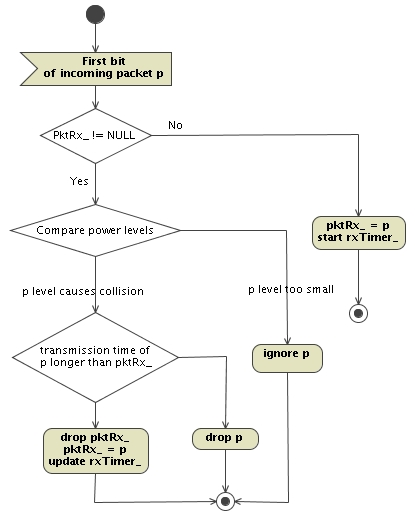 First bit
of incoming packet p
PktRx_ != NULL
No
Yes
pktRx_ = p
start rxTimer_
Compare power levels
p level causes collision
p level too small
transmission time of
p longer than pktRx_
ignore p
drop pktRx_
pktRx_ = p
update rxTimer_
drop p